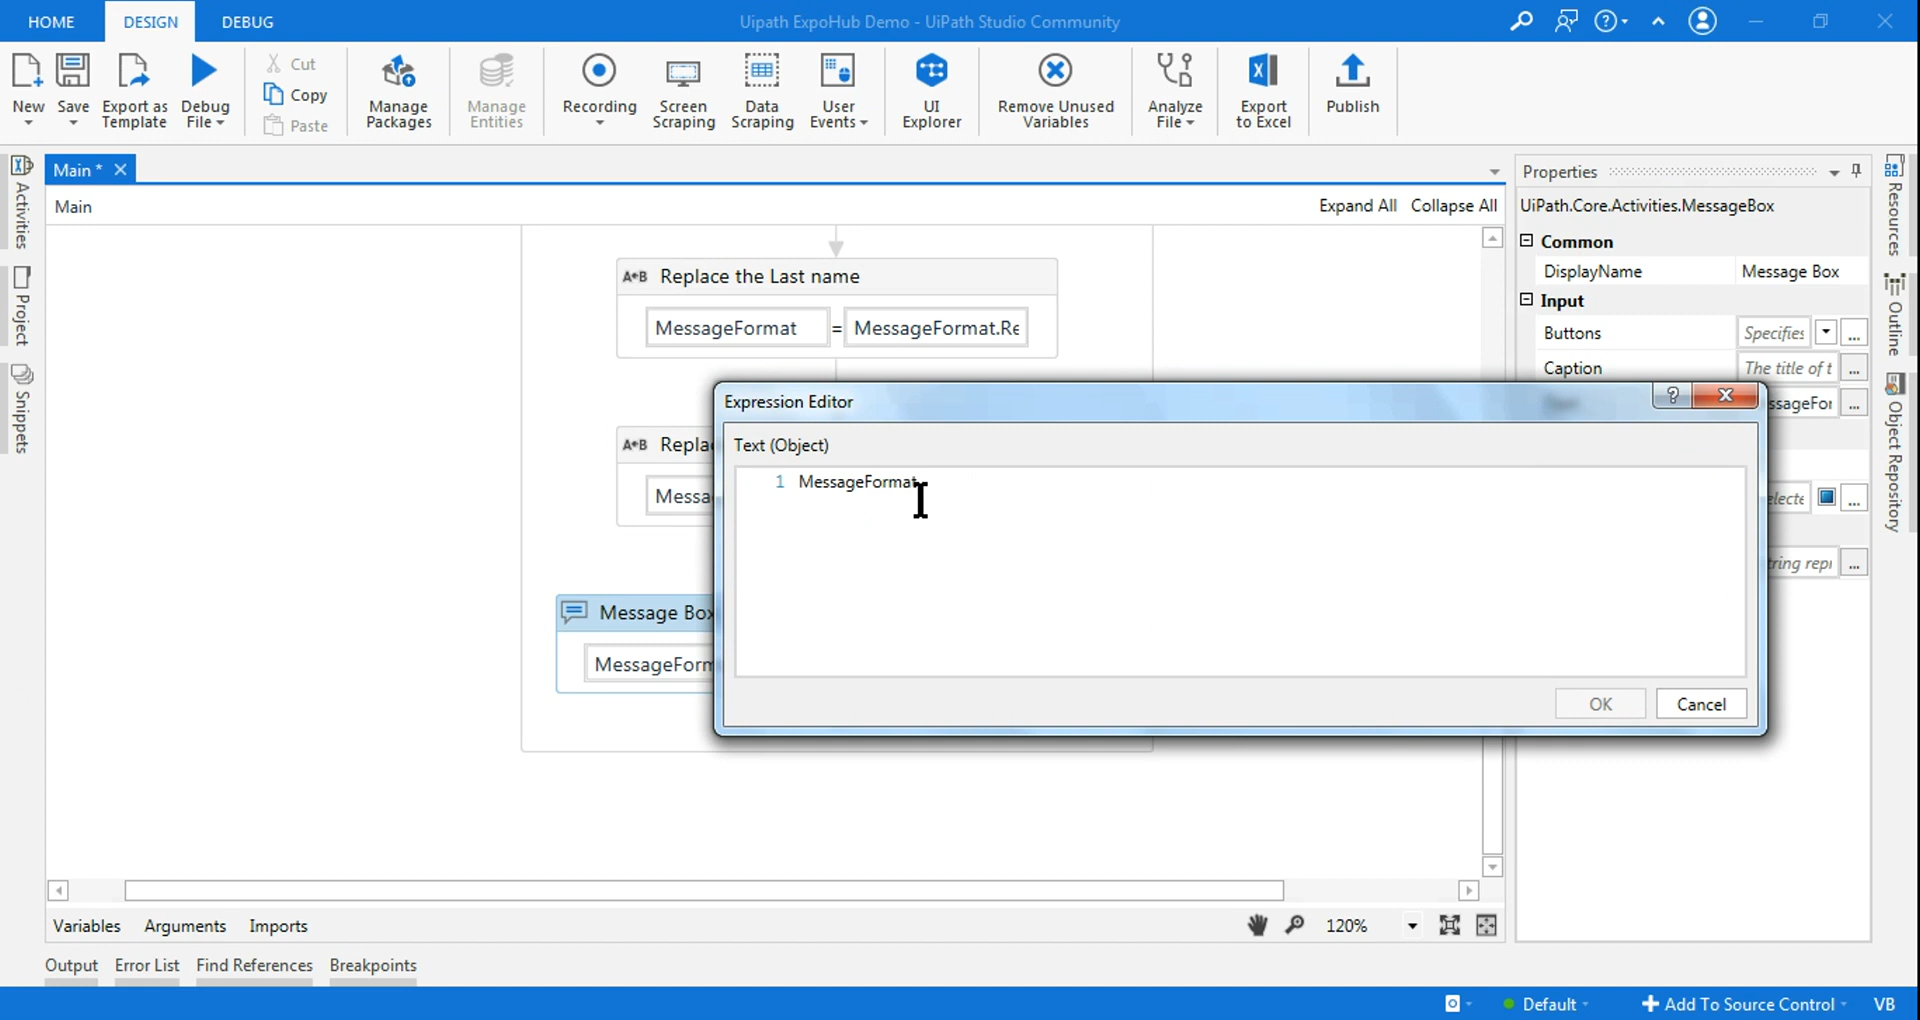 HOME DESIGN DEBUG Uipath ExpoHub Demo - UiPath Studio Community
New Save Export as Template Debug File Cut Copy Paste Manage Packages Manage Entities Recording Screen Scraping Data Scraping User Events UI Explorer Remove Unused Variables Analyze File Export to Excel Publish
Activities
Project
Snippets
Main *
Main Expand All Collapse All
A↔B Replace the Last name
MessageFormat = MessageFormat.Re
A↔B Repla
Messa
Message Box
MessageForm
Expression Editor
Text (Object)
1 MessageFormat
OK Cancel
Properties
UiPath.Core.Activities.MessageBox
Common
DisplayName Message Box
Input
Buttons Specifies ...
Caption The title of t ...
ssageFor ...
electe ...
tring repr ...
Resources
Outline
Object Repository
Variables Arguments Imports 120%
Output Error List Find References Breakpoints
Default Add To Source Control VB